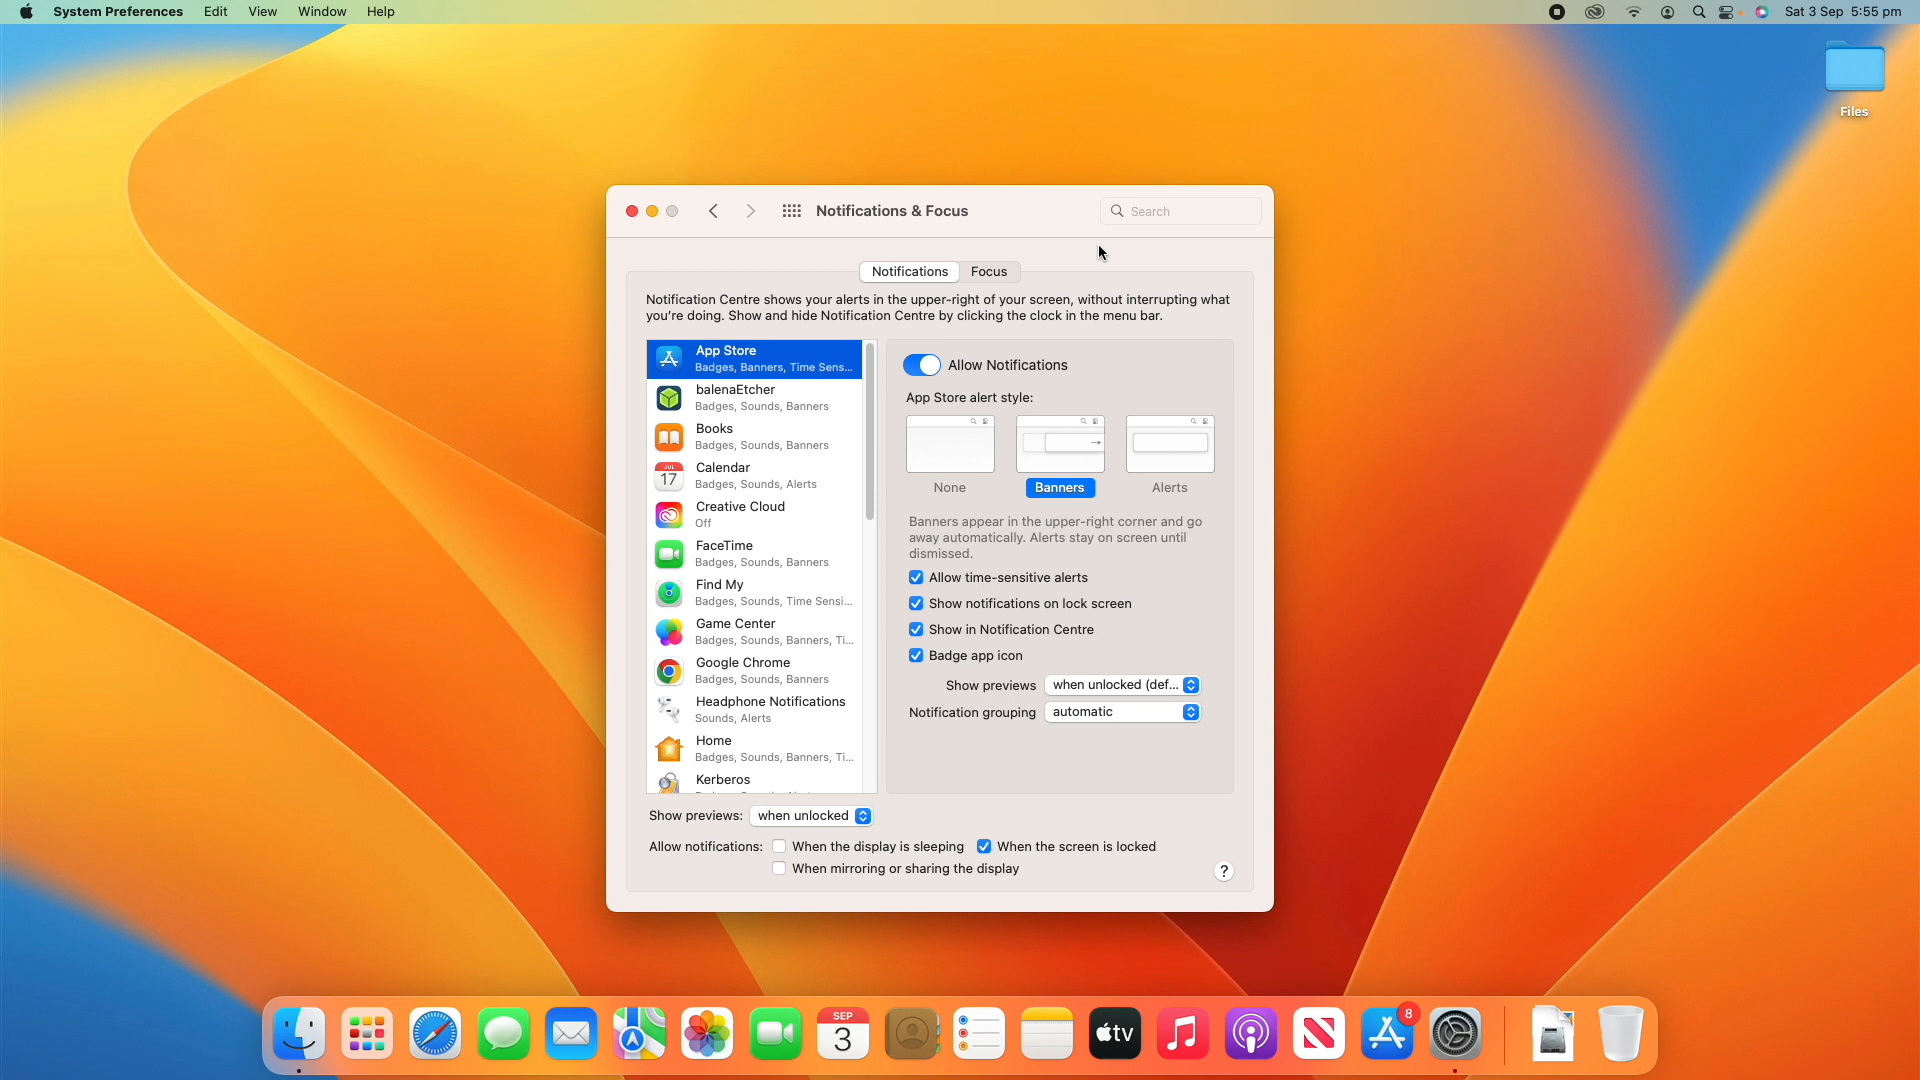 System Preferences Edit View Window Help
Sat 3 Sep 5:55 pm
Files
Notifications & Focus
Search
Notifications Focus
Notification Centre shows your alerts in the upper-right of your screen, without interrupting what
you're doing. Show and hide Notification Centre by clicking the clock in the menu bar.
App Store
Badges, Banners, Time Sens...
balenaEtcher
Badges, Sounds, Banners
Books
Badges, Sounds, Banners
JUL
17
Calendar
Badges, Sounds, Alerts
Creative Cloud
Off
FaceTime
Badges, Sounds, Banners
Find My
Badges, Sounds, Time Sensi...
Game Center
Badges, Sounds, Banners, Ti...
Google Chrome
Badges, Sounds, Banners
Headphone Notifications
Sounds, Alerts
Home
Badges, Sounds, Banners, Ti...
Kerberos
Allow Notifications
App Store alert style:
None Banners Alerts
Banners appear in the upper-right corner and go
away automatically. Alerts stay on screen until
dismissed.
Allow time-sensitive alerts
Show notifications on lock screen
Show in Notification Centre
Badge app icon
Show previews when unlocked (def...
Notification grouping automatic
Show previews: when unlocked
Allow notifications: When the display is sleeping When the screen is locked
When mirroring or sharing the display
?
SEP
3
tv
8